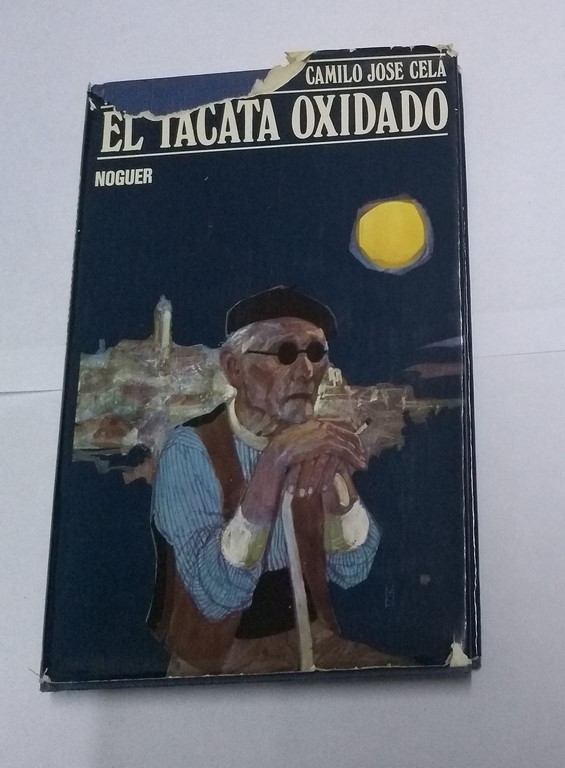 CAMILO JOSE CELA
EL TACATA OXIDADO
NOGUER